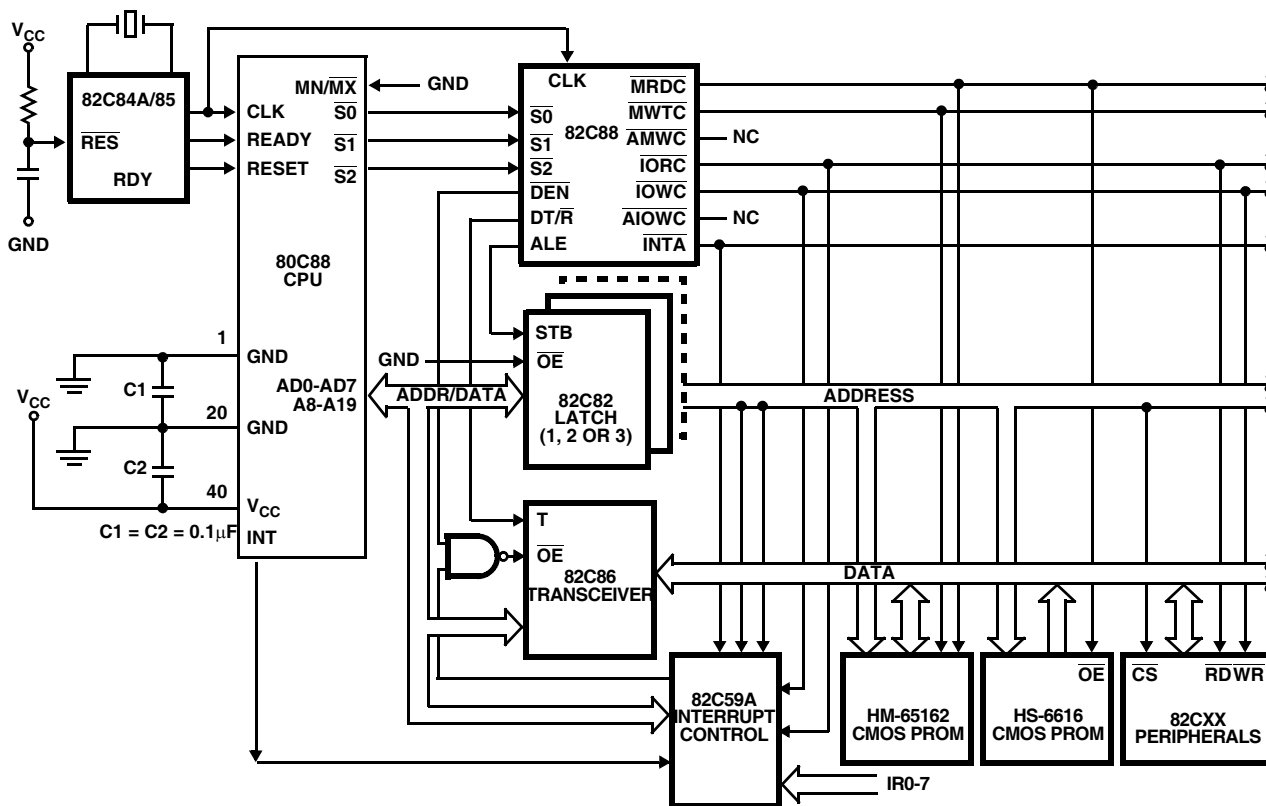 VCC
82C84A/85
RES
RDY
GND
MN/MX
GND
CLK
S0
READY
S1
RESET
S2
80C88
CPU
1
GND
AD0-AD7
A8-A19
20
GND
40
VCC
INT
VCC
C1
C2
C1 = C2 = 0.1μF
CLK
MRDC
S0
82C88
MWTC
S1
AMWC
NC
S2
IORC
DEN
IOWC
DT/R
AIOWC
NC
ALE
INTA
STB
GND
OE
ADDR/DATA
82C82
LATCH
(1, 2 OR 3)
ADDRESS
T
OE
82C86
TRANSCEIVER
DATA
82C59A
INTERRUPT
CONTROL
IR0-7
HM-65162
CMOS PROM
OE
HS-6616
CMOS PROM
CS
RD WR
82CXX
PERIPHERALS